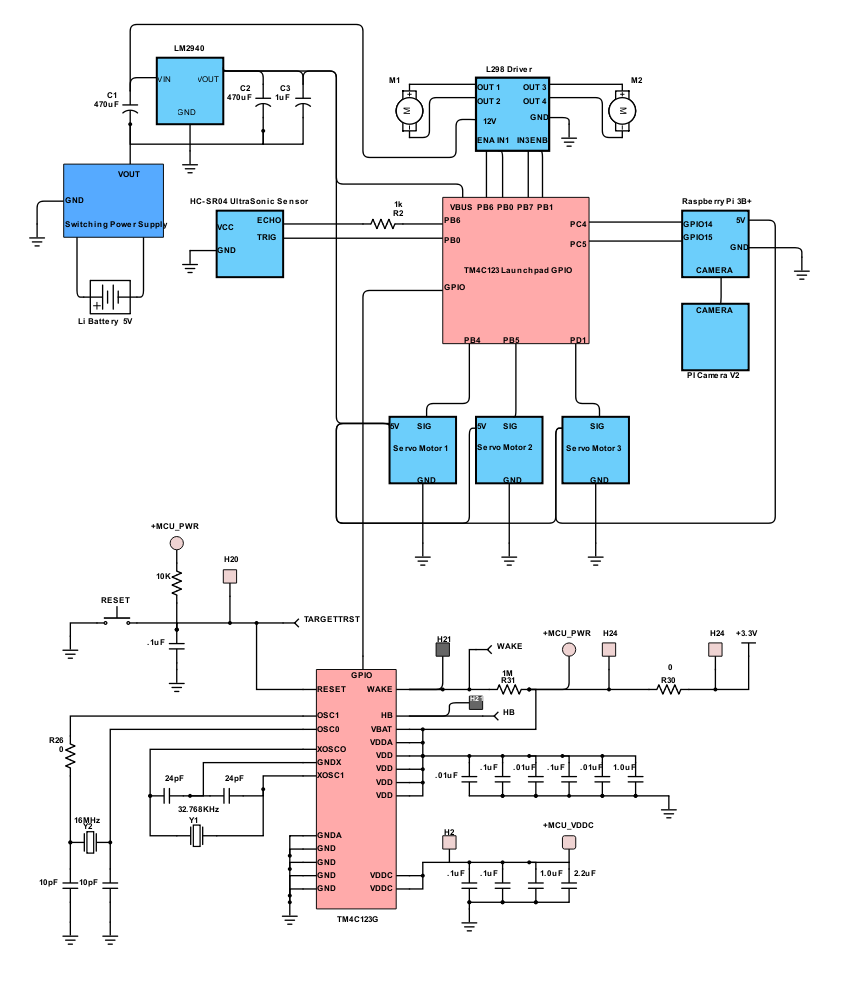 LM2940
VIN
VOUT
GND
C1
470uF
C2
470uF
C3
1uF
L298 Driver
OUT 1
OUT 2
12V
ENA IN1
OUT 3
OUT 4
GND
IN3ENB
M1
M
M2
M
VOUT
GND
Switching Power Supply
Li Battery 5V
HC-SR04 UltraSonic Sensor
VCC
GND
ECHO
TRIG
1k
R2
VBUS PB6 PB0 PB7 PB1
PB6
PB0
GPIO
TM4C123 Launchpad GPIO
PC4
PC5
PB4
PB5
PD1
Raspberry Pi 3B+
GPIO14
GPIO15
5V
GND
CAMERA
CAMERA
PI Camera V2
5V
SIG
Servo Motor 1
GND
5V
SIG
Servo Motor 2
GND
SIG
Servo Motor 3
GND
+MCU_PWR
10K
H20
RESET
.1uF
TARGETTRST
H21
WAKE
+MCU_PWR
H24
H24
+3.3V
1M
R31
0
R30
HB
GPIO
RESET
OSC1
OSC0
XOSCO
GNDX
XOSC1
GNDA
GND
GND
GND
GND
WAKE
HB
VBAT
VDDA
VDD
VDD
VDD
VDD
VDDC
VDDC
TM4C123G
R26
0
16MHz
Y2
10pF
10pF
24pF
24pF
32.768KHz
Y1
.01uF
.1uF
.01uF
.1uF
.01uF
1.0uF
H2
+MCU_VDDC
.1uF
.1uF
1.0uF
2.2uF